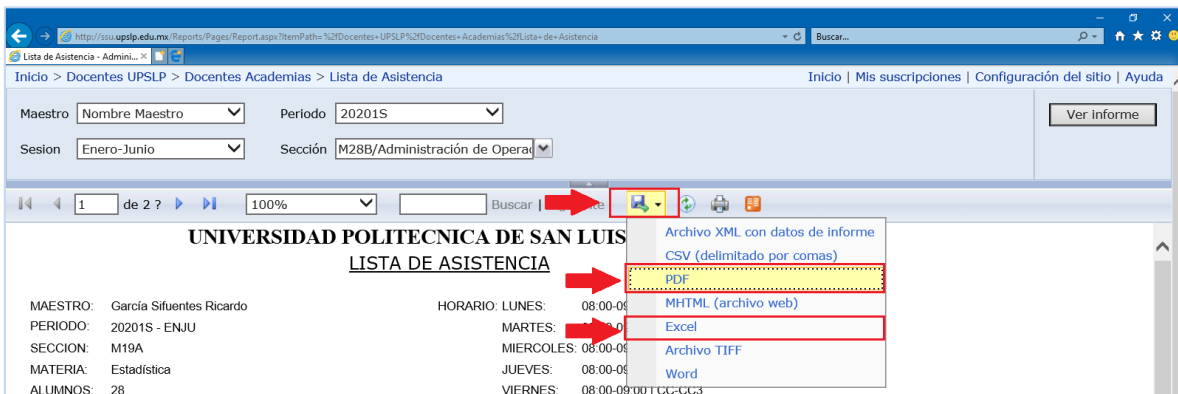 http://ssu.upslp.edu.mx/Reports/Pages/Report.aspx?ItemPath=%2fDocentes+UPSLP%2fDocentes+Academias%2fLista+de+Asistencia
Buscar...
Lista de Asistencia - Admini...
Inicio > Docentes UPSLP > Docentes Academias > Lista de Asistencia
Inicio | Mis suscripciones | Configuración del sitio | Ayuda
Maestro Nombre Maestro Periodo 20201S Ver informe
Sesion Enero-Junio Sección M28B/Administración de Operac
1 de 2 ? 100% Buscar |
UNIVERSIDAD POLITECNICA DE SAN LUIS
LISTA DE ASISTENCIA
Archivo XML con datos de informe
CSV (delimitado por comas)
PDF
MHTML (archivo web)
Excel
Archivo TIFF
Word
MAESTRO: García Sifuentes Ricardo HORARIO: LUNES: 08:00-09
PERIODO: 20201S - ENJU MARTES:
SECCION: M19A MIERCOLES: 08:00-09
MATERIA: Estadística JUEVES: 08:00-09
ALUMNOS: 28 VIERNES: 08:00-09:00 | CC-CC3